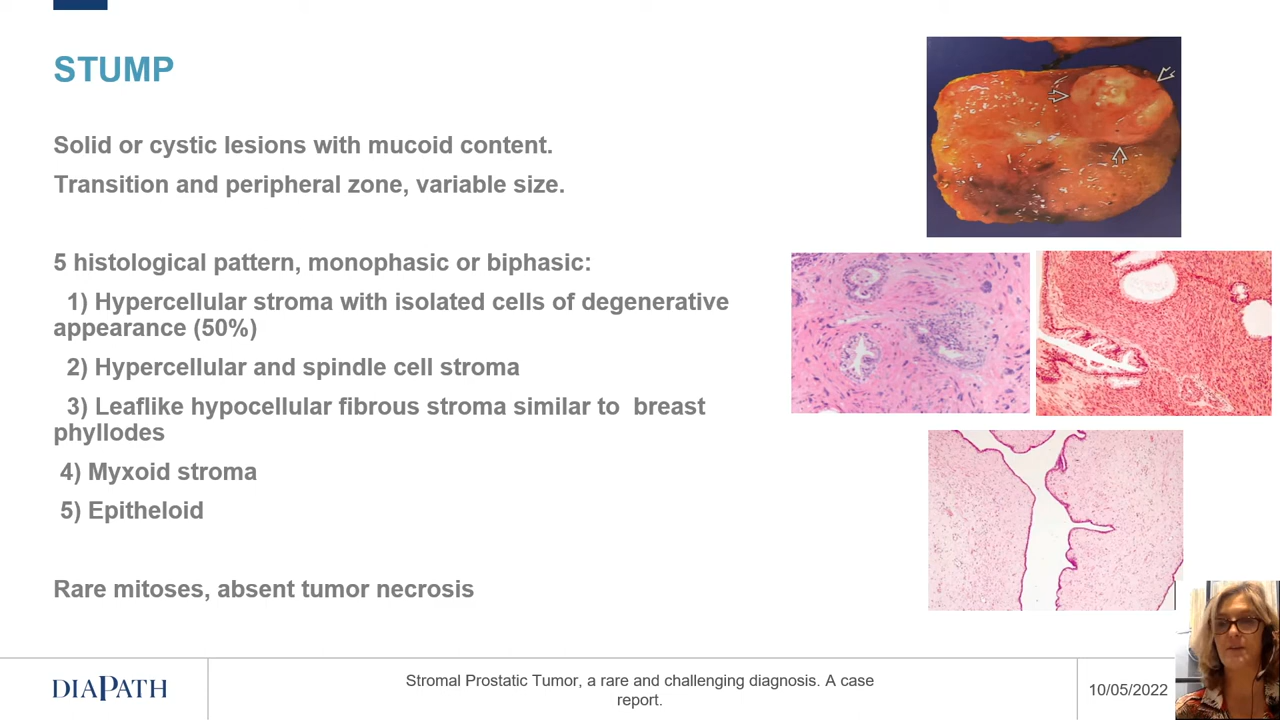 STUMP
Solid or cystic lesions with mucoid content.
Transition and peripheral zone, variable size.
5 histological pattern, monophasic or biphasic:
1) Hypercellular stroma with isolated cells of degenerative
appearance (50%)
2) Hypercellular and spindle cell stroma
3) Leaflike hypocellular fibrous stroma similar to breast
phyllodes
4) Myxoid stroma
5) Epitheloid
Rare mitoses, absent tumor necrosis
DIAPATH
Stromal Prostatic Tumor, a rare and challenging diagnosis. A case
report.
10/05/2022